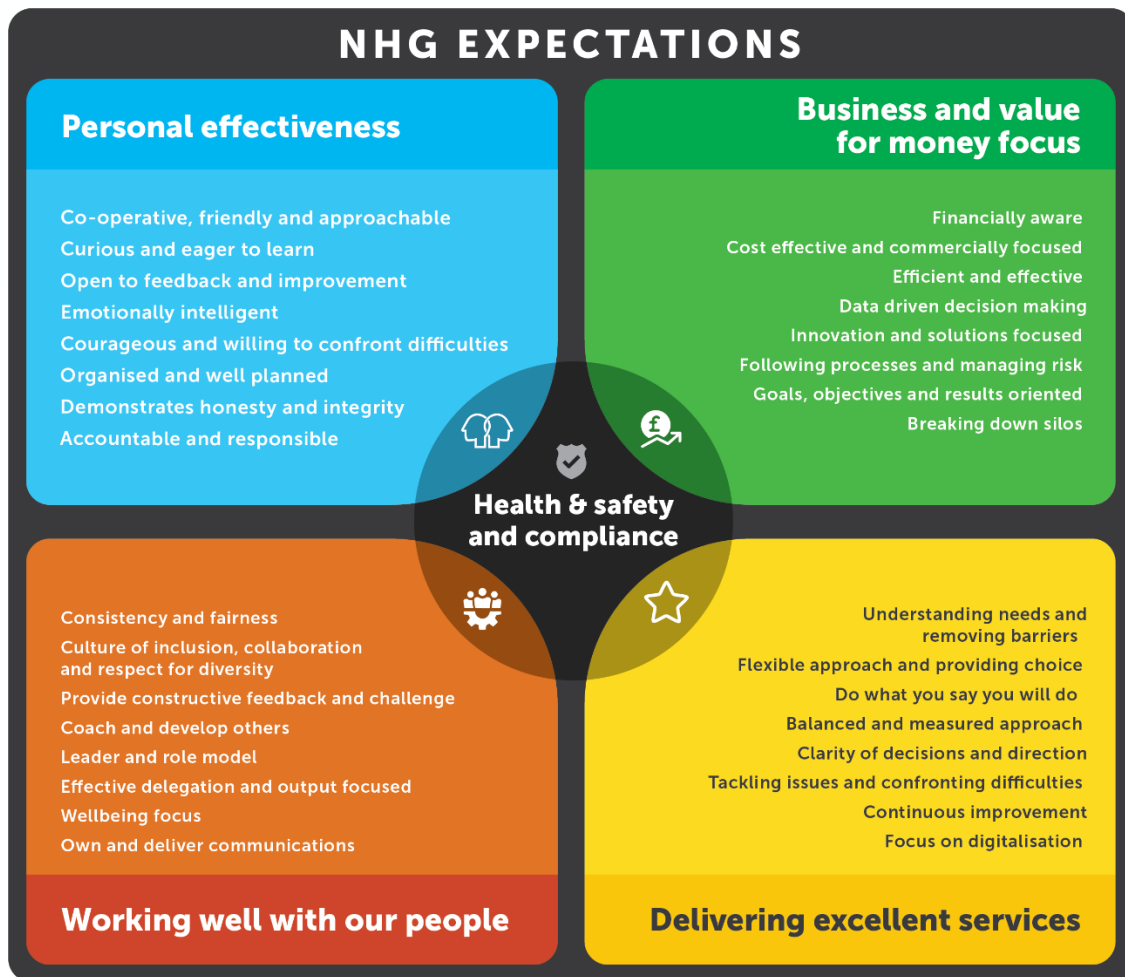 NHG EXPECTATIONS
Personal effectiveness
Co-operative, friendly and approachable
Curious and eager to learn
Open to feedback and improvement
Emotionally intelligent
Courageous and willing to confront difficulties
Organised and well planned
Demonstrates honesty and integrity
Accountable and responsible
Business and value
for money focus
Financially aware
Cost effective and commercially focused
Efficient and effective
Data driven decision making
Innovation and solutions focused
Following processes and managing risk
Goals, objectives and results oriented
Breaking down silos
£
Health & safety
and compliance
Consistency and fairness
Culture of inclusion, collaboration
and respect for diversity
Provide constructive feedback and challenge
Coach and develop others
Leader and role model
Effective delegation and output focused
Wellbeing focus
Own and deliver communications
Working well with our people
Understanding needs and
removing barriers
Flexible approach and providing choice
Do what you say you will do
Balanced and measured approach
Clarity of decisions and direction
Tackling issues and confronting difficulties
Continuous improvement
Focus on digitalisation
Delivering excellent services